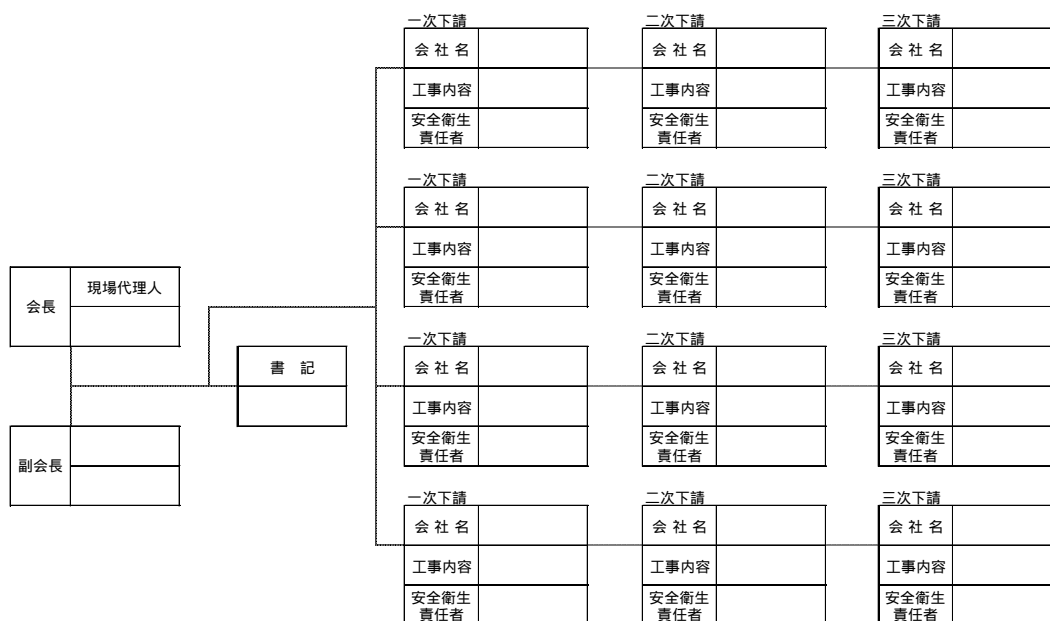 一次下請 二次下請 三次下請
会 社 名 会 社 名 会 社 名
工事内容 工事内容 工事内容
安全衛生 安全衛生 安全衛生
責任者 責任者 責任者
一次下請 二次下請 三次下請
会 社 名 会 社 名 会 社 名
工事内容 工事内容 工事内容
安全衛生 安全衛生 安全衛生
責任者 責任者 責任者
会長 現場代理人
書 記
副会長
一次下請 二次下請 三次下請
会 社 名 会 社 名 会 社 名
工事内容 工事内容 工事内容
安全衛生 安全衛生 安全衛生
責任者 責任者 責任者
一次下請 二次下請 三次下請
会 社 名 会 社 名 会 社 名
工事内容 工事内容 工事内容
安全衛生 安全衛生 安全衛生
責任者 責任者 責任者